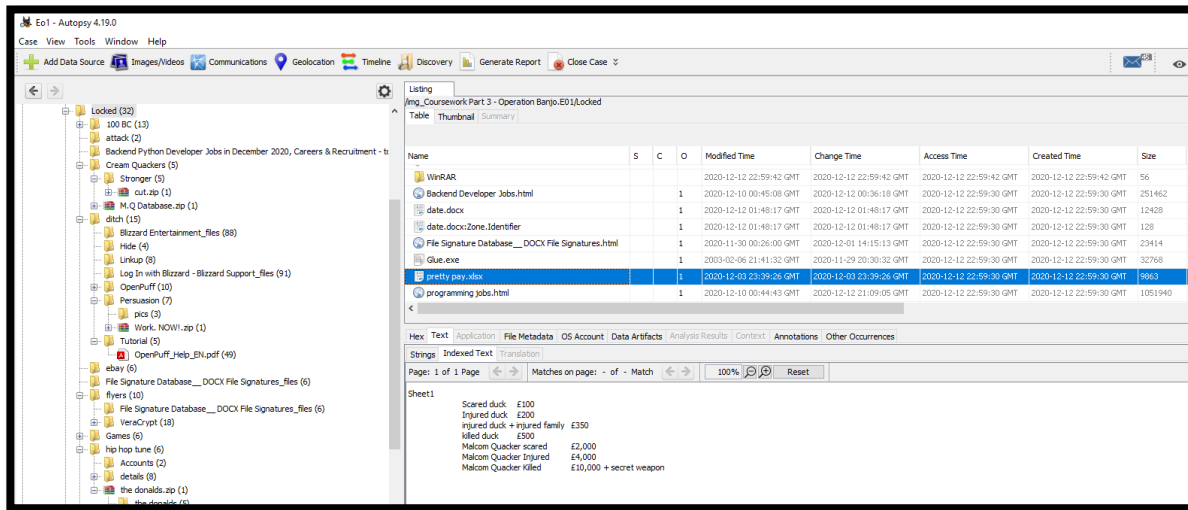 Eo1 - Autopsy 4.19.0
Case View Tools Window Help
Add Data Source Images/Videos Communications Geolocation Timeline Discovery Generate Report Close Case
Listing
/img_Coursework Part 3 - Operation Banjo.E01/Locked
Table Thumbnail Summary
Name S C O Modified Time Change Time Access Time Created Time Size
WinRAR 2020-12-12 22:59:42 GMT 2020-12-12 22:59:42 GMT 2020-12-12 22:59:42 GMT 2020-12-12 22:59:42 GMT 56
Backend Developer Jobs.html 1 2020-12-10 00:45:08 GMT 2020-12-12 00:36:18 GMT 2020-12-12 22:59:30 GMT 2020-12-12 22:59:30 GMT 251462
date.docx 1 2020-12-12 01:48:17 GMT 2020-12-12 01:48:17 GMT 2020-12-12 22:59:30 GMT 2020-12-12 22:59:30 GMT 12428
date.docx:Zone.Identifier 1 2020-12-12 01:48:17 GMT 2020-12-12 01:48:17 GMT 2020-12-12 22:59:30 GMT 2020-12-12 22:59:30 GMT 128
File Signature Database__ DOCX File Signatures.html 1 2020-11-30 00:26:00 GMT 2020-12-01 14:15:13 GMT 2020-12-12 22:59:30 GMT 2020-12-12 22:59:30 GMT 23414
Glue.exe 1 2003-02-06 21:41:32 GMT 2020-11-29 20:30:32 GMT 2020-12-12 22:59:30 GMT 2020-12-12 22:59:30 GMT 32768
pretty pay.xlsx 1 2020-12-03 23:39:26 GMT 2020-12-03 23:39:26 GMT 2020-12-12 22:59:30 GMT 2020-12-12 22:59:30 GMT 9863
programming jobs.html 1 2020-12-10 00:44:43 GMT 2020-12-12 21:09:05 GMT 2020-12-12 22:59:30 GMT 2020-12-12 22:59:30 GMT 1051940
Locked (32)
100 BC (13)
attack (2)
Backend Python Developer Jobs in December 2020, Careers & Recruitment - t
Cream Quackers (5)
Stronger (5)
cut.zip (1)
M.Q Database.zip (1)
ditch (15)
Blizzard Entertainment_files (88)
Hide (4)
Linkup (8)
Log In with Blizzard - Blizzard Support_files (91)
OpenPuff (10)
Persuasion (7)
pics (3)
Work. NOW!.zip (1)
Tutorial (5)
OpenPuff_Help_EN.pdf (49)
ebay (6)
File Signature Database__ DOCX File Signatures_files (6)
flyers (10)
File Signature Database__ DOCX File Signatures_files (6)
VeraCrypt (18)
Games (6)
hip hop tune (6)
Accounts (2)
details (8)
the donalds.zip (1)
the donalds (5)
Hex Text Application File Metadata OS Account Data Artifacts Analysis Results Context Annotations Other Occurrences
Strings Indexed Text Translation
Page: 1 of 1 Page Matches on page: - of - Match 100% Reset
Sheet1
Scared duck £100
Injured duck £200
injured duck + injured family £350
killed duck £500
Malcom Quacker scared £2,000
Malcom Quacker Injured £4,000
Malcom Quacker Killed £10,000 + secret weapon